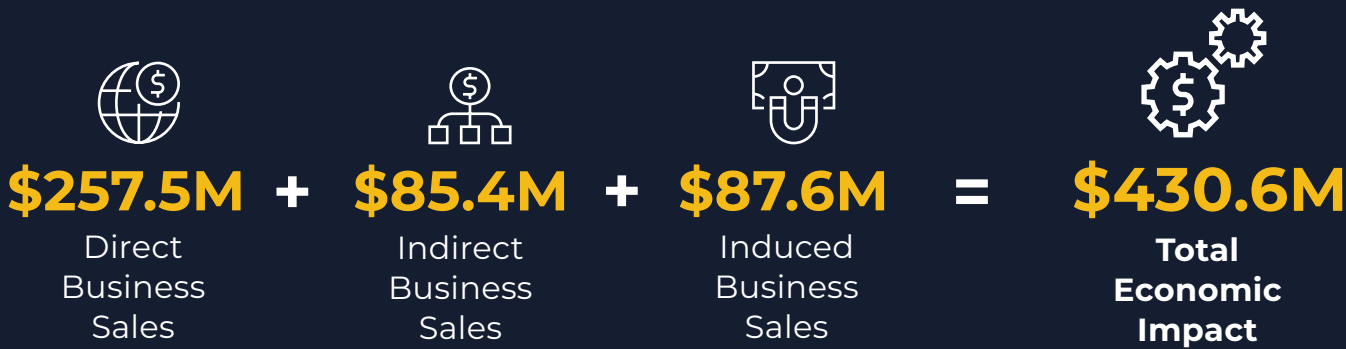 $257.5M + $85.4M + $87.6M = $430.6M
Direct Business Sales
Indirect Business Sales
Induced Business Sales
Total Economic Impact